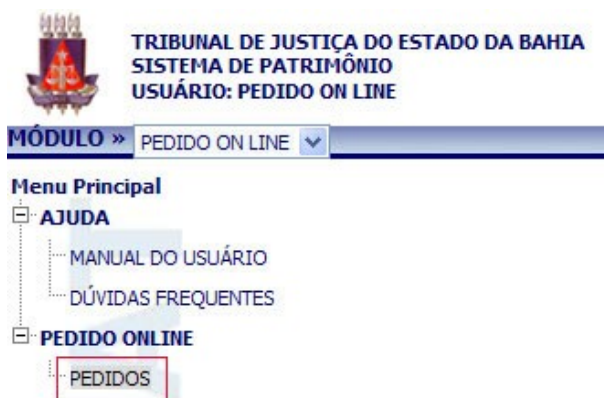 TRIBUNAL DE JUSTIÇA DO ESTADO DA BAHIA
SISTEMA DE PATRIMÔNIO
USUÁRIO: PEDIDO ON LINE
MÓDULO » PEDIDO ON LINE
Menu Principal
AJUDA
MANUAL DO USUÁRIO
DÚVIDAS FREQUENTES
PEDIDO ONLINE
PEDIDOS